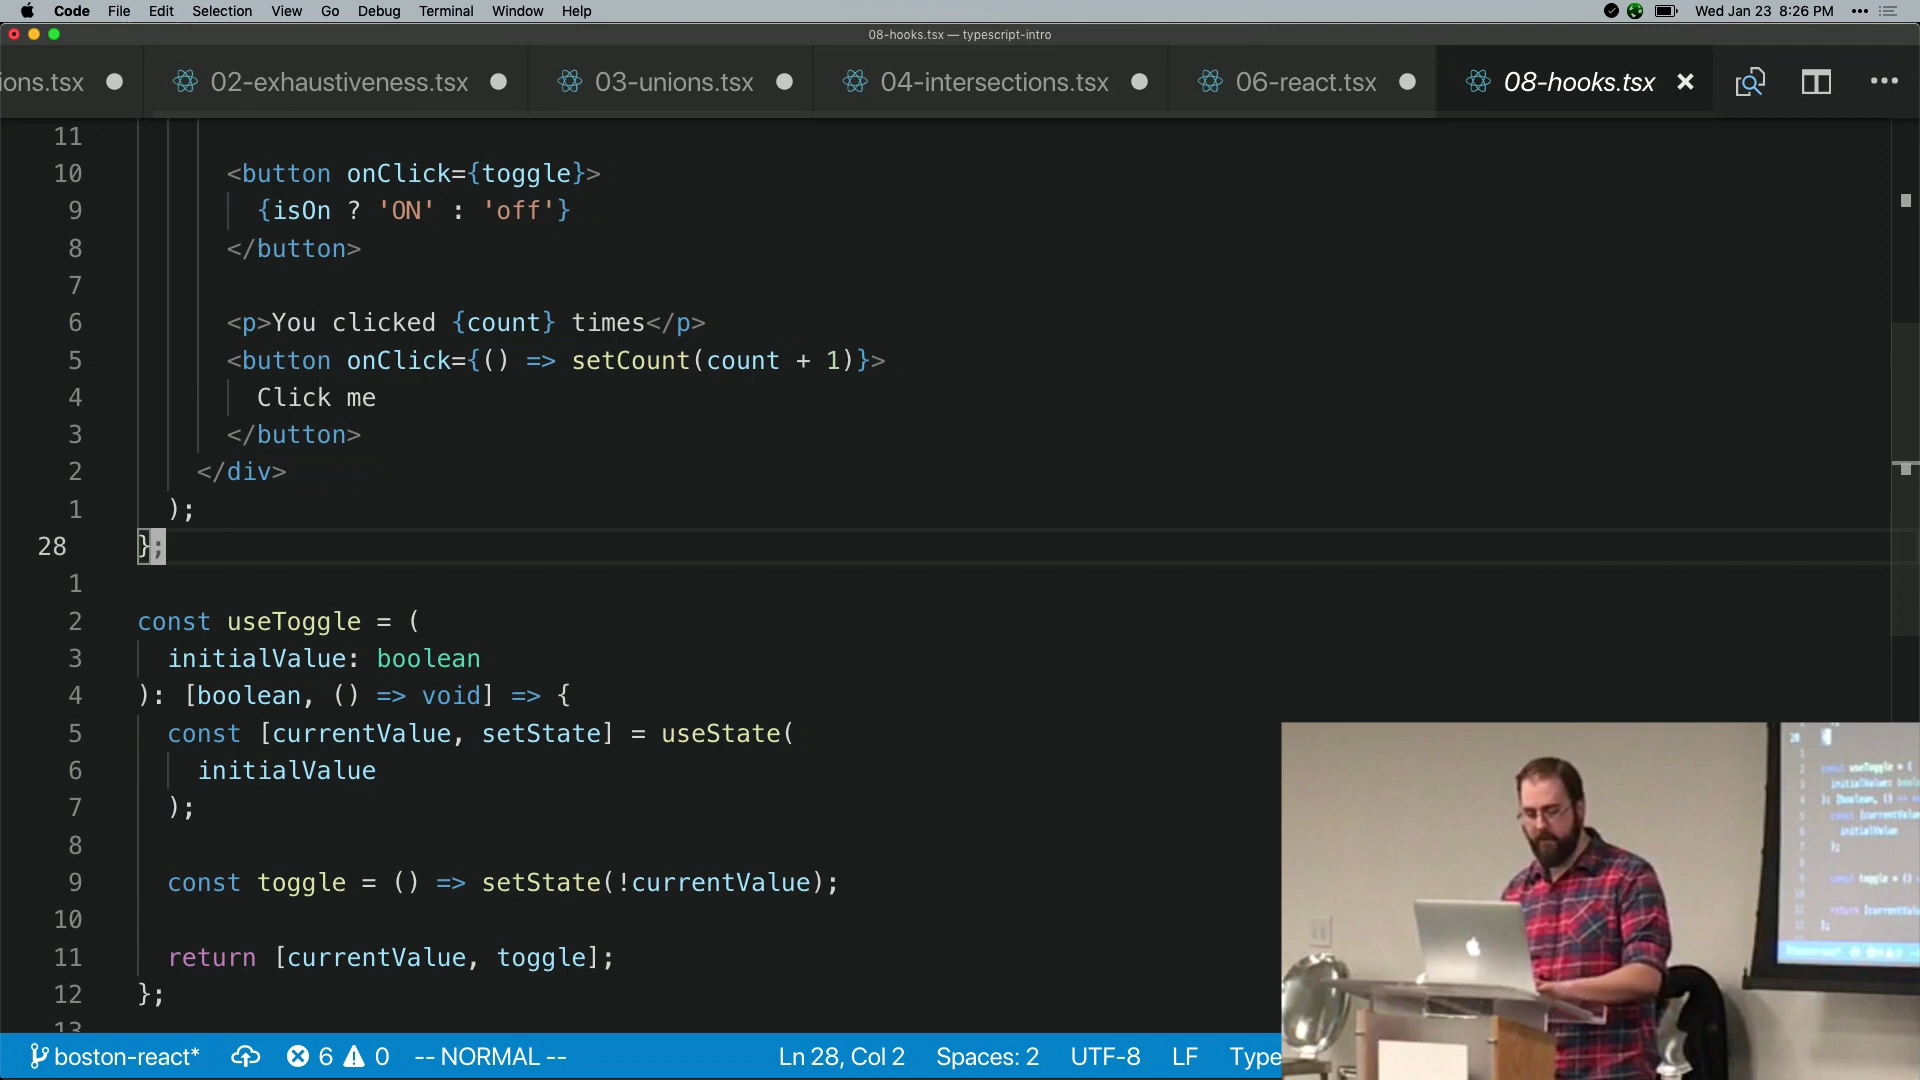 Code File Edit Selection View Go Debug Terminal Window Help Wed Jan 23 8:26 PM
08-hooks.tsx — typescript-intro
ions.tsx 02-exhaustiveness.tsx 03-unions.tsx 04-intersections.tsx 06-react.tsx 08-hooks.tsx
11
10 <button onClick={toggle}>
9 {isOn ? 'ON' : 'off'}
8 </button>
7
6 <p>You clicked {count} times</p>
5 <button onClick={() => setCount(count + 1)}>
4 Click me
3 </button>
2 </div>
1 );
28 };
1
2 const useToggle = (
3 initialValue: boolean
4 ): [boolean, () => void] => {
5 const [currentValue, setState] = useState(
6 initialValue
7 );
8
9 const toggle = () => setState(!currentValue);
10
11 return [currentValue, toggle];
12 };
13
boston-react* 6 0 -- NORMAL -- Ln 28, Col 2 Spaces: 2 UTF-8 LF Type